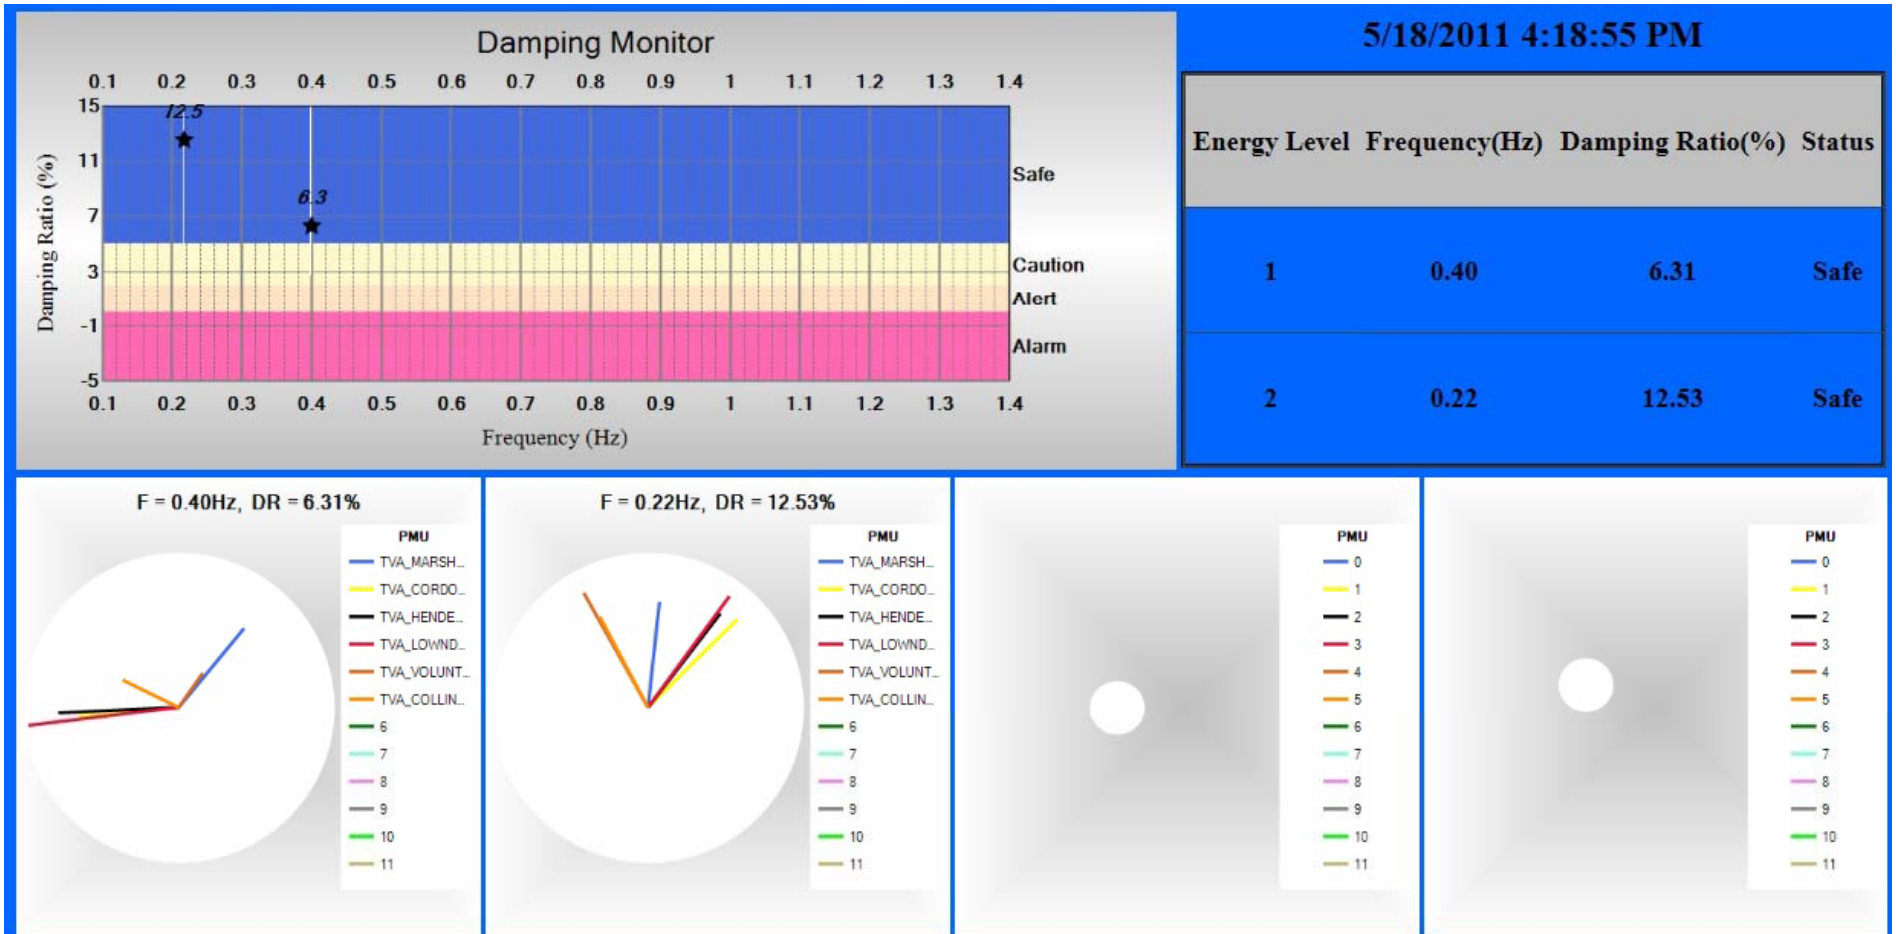 Damping Monitor
0.1 0.2 0.3 0.4 0.5 0.6 0.7 0.8 0.9 1 1.1 1.2 1.3 1.4
15
11
7
3
-1
-5
Damping Ratio (%)
12.5
6.3
Safe
Caution
Alert
Alarm
0.1 0.2 0.3 0.4 0.5 0.6 0.7 0.8 0.9 1 1.1 1.2 1.3 1.4
Frequency (Hz)
5/18/2011 4:18:55 PM
Energy Level Frequency(Hz) Damping Ratio(%) Status
1 0.40 6.31 Safe
2 0.22 12.53 Safe
F = 0.40Hz, DR = 6.31%
PMU
TVA_MARSH...
TVA_CORDO...
TVA_HENDE...
TVA_LOWND...
TVA_VOLUNT...
TVA_COLLIN...
6
7
8
9
10
11
F = 0.22Hz, DR = 12.53%
PMU
TVA_MARSH...
TVA_CORDO...
TVA_HENDE...
TVA_LOWND...
TVA_VOLUNT...
TVA_COLLIN...
6
7
8
9
10
11
PMU
0
1
2
3
4
5
6
7
8
9
10
11
PMU
0
1
2
3
4
5
6
7
8
9
10
11